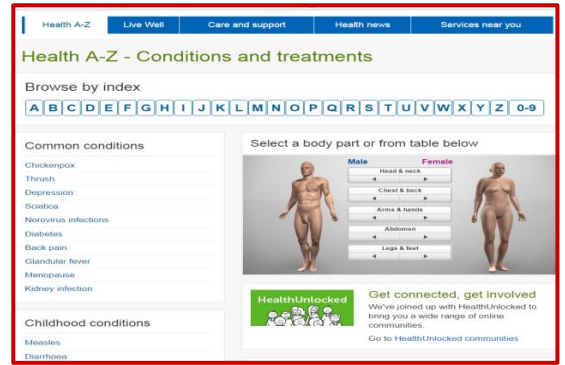 Health A-Z Live Well Care and support Health news Services near you
Health A-Z - Conditions and treatments
Browse by index
A B C D E F G H I J K L M N O P Q R S T U V W X Y Z 0-9
Common conditions
Chickenpox
Thrush
Depression
Sciatica
Norovirus infections
Diabetes
Back pain
Glandular fever
Menopause
Kidney infection
Childhood conditions
Measles
Diarrhoea
Select a body part or from table below
Male Female
Head & neck
Chest & back
Arms & hands
Abdomen
Legs & feet
HealthUnlocked
Get connected, get involved
We've joined up with HealthUnlocked to
bring you a wide range of online
communities.
Go to HealthUnlocked communities